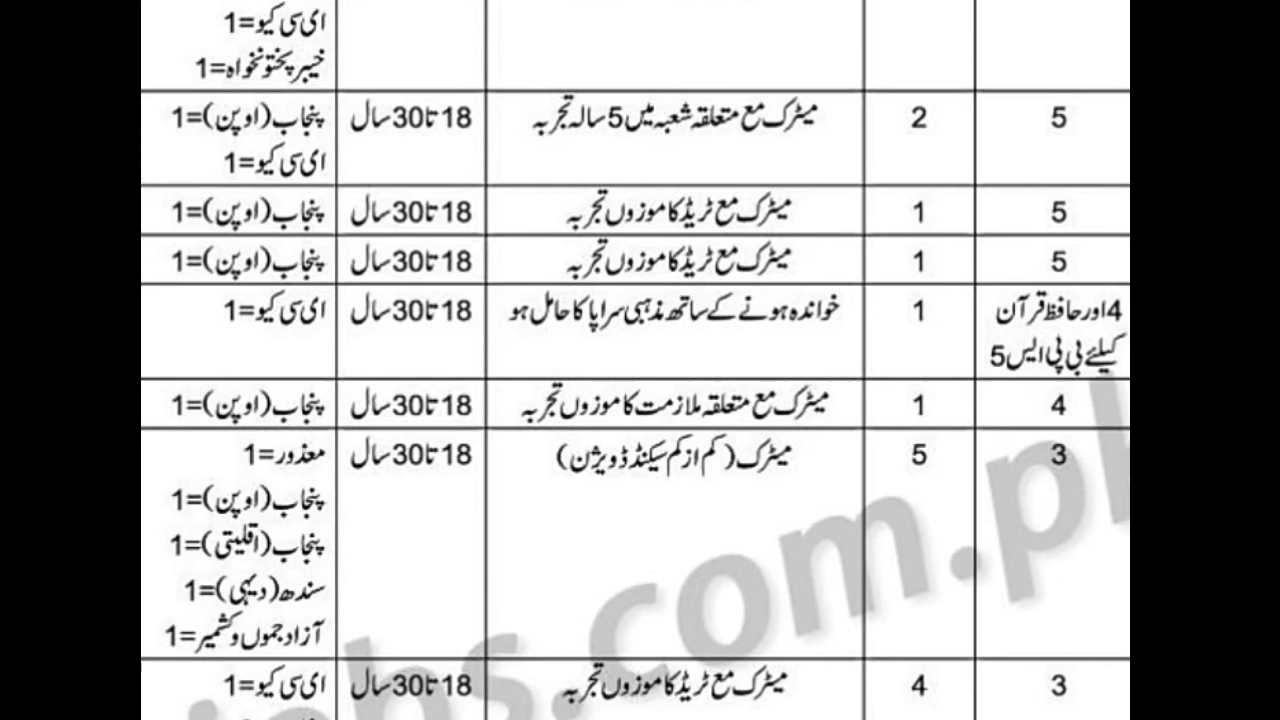 ای سی کیو=1
خیبر پختونخواہ=1
5 2 میٹرک مع متعلقہ شعبہ میں 5 سالہ تجربہ 18 تا 30 سال پنجاب (اوپن)=1
ای سی کیو=1
5 1 میٹرک مع ٹریڈ کا موزوں تجربہ 18 تا 30 سال پنجاب (اوپن)=1
5 1 میٹرک مع ٹریڈ کا موزوں تجربہ 18 تا 30 سال پنجاب (اوپن)=1
4 اور حافظ قرآن 1 خواندہ ہونے کے ساتھ مذہبی سراپا کا حامل ہو 18 تا 30 سال ای سی کیو=1
کیلئے بی پی ایس 5
4 1 میٹرک مع متعلقہ ملازمت کا موزوں تجربہ 18 تا 30 سال پنجاب (اوپن)=1
3 5 میٹرک (کم از کم سیکنڈ ڈویژن) 18 تا 30 سال معذور=1
پنجاب (اوپن)=1
پنجاب (اقلیتی)=1
سندھ (دیہی)=1
آزاد جموں و کشمیر=1
3 4 میٹرک مع ٹریڈ کا موزوں تجربہ 18 تا 30 سال ای سی کیو=1
jobs.com.pk